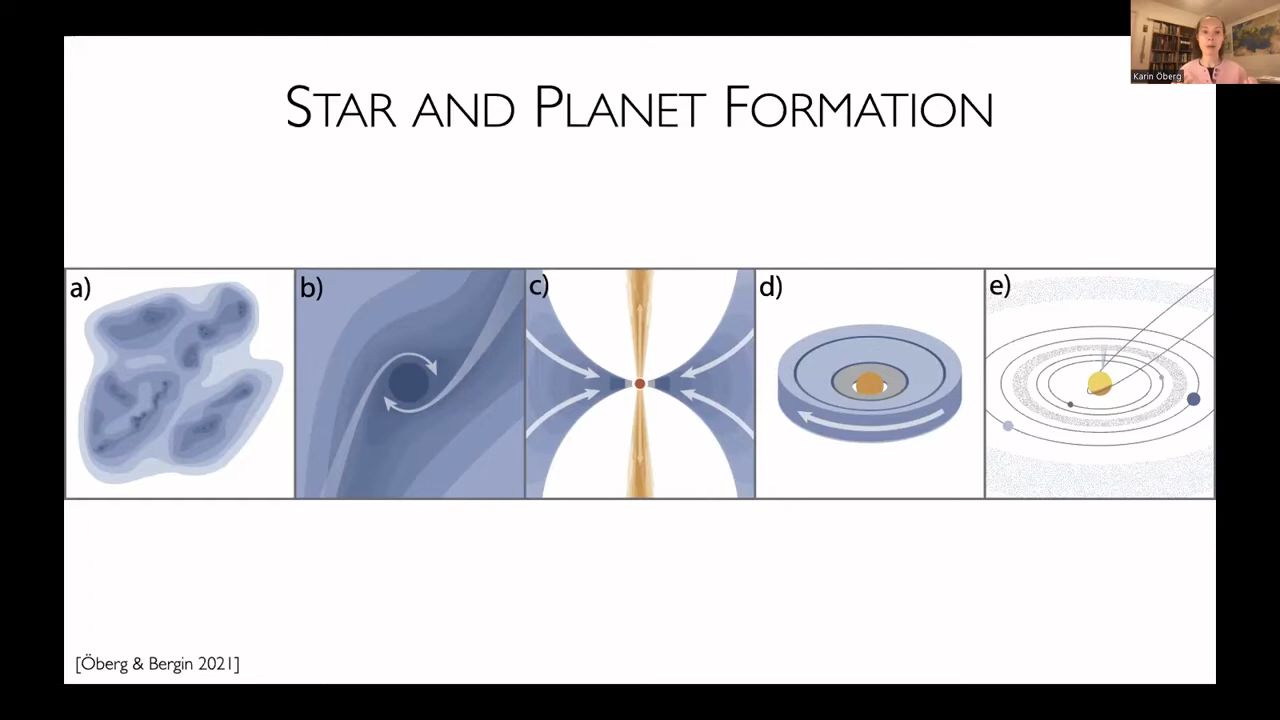 Karin Öberg
STAR AND PLANET FORMATION
a)
b)
c)
d)
e)
[Öberg & Bergin 2021]